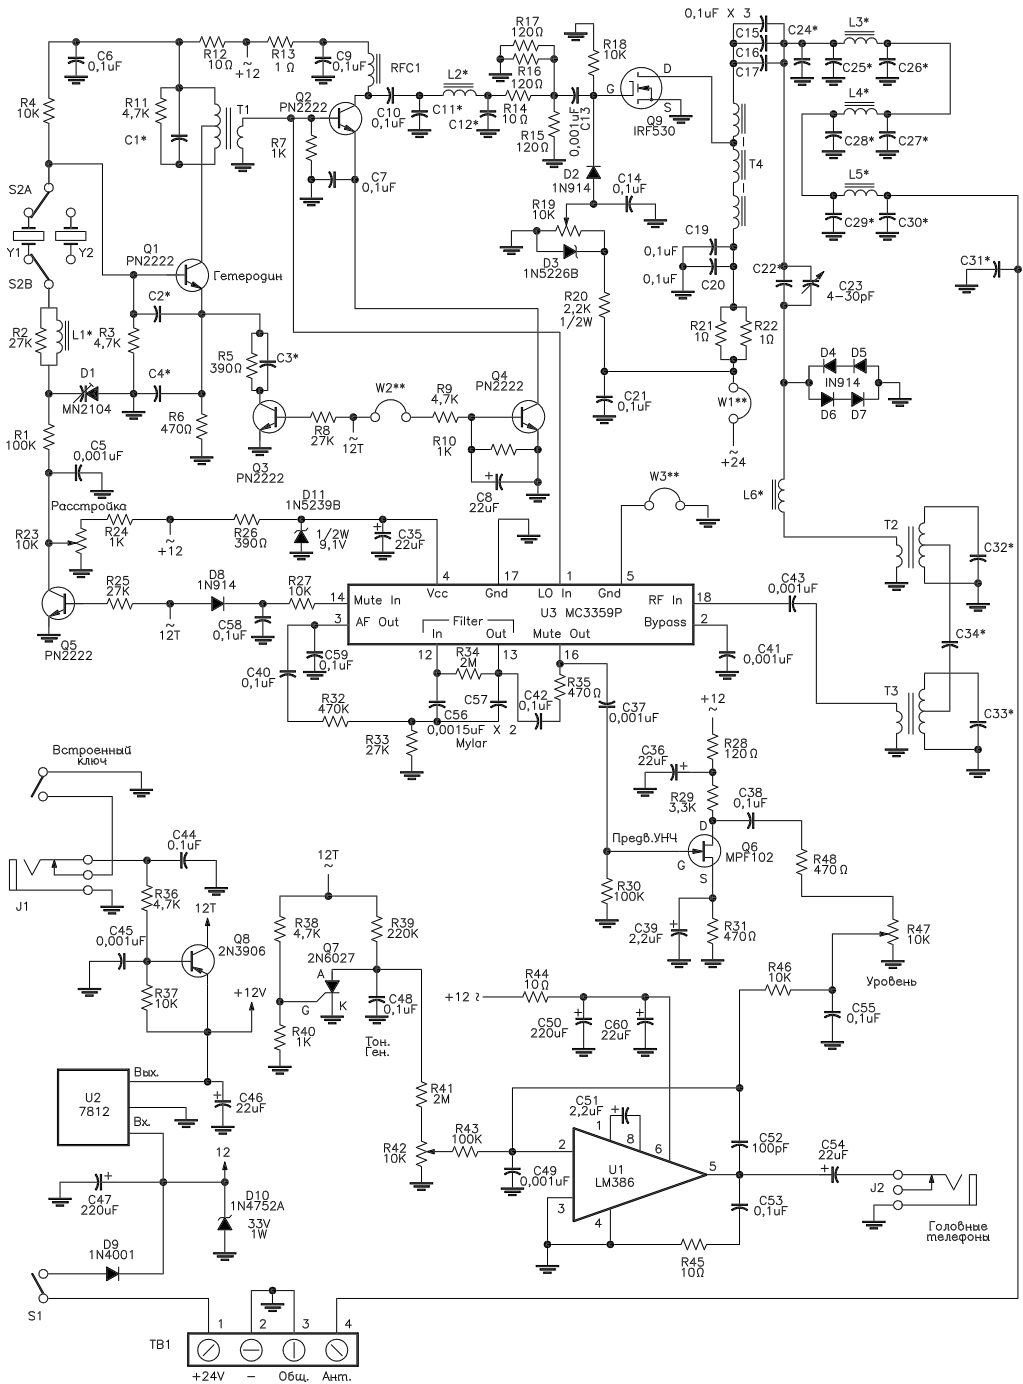 0,1uF X 3
C6
0,1uF
R12
10Ω
~
+12
R13
1Ω
C9
0,1uF
RFC1
R17
120Ω
R16
120Ω
R18
10K
C15
C16
C17
C24*
L3*
C25*
C26*
R4
10K
R11
4,7K
C1*
T1
Q2
PN2222
C10
0,1uF
L2*
C11*
C12*
R14
10Ω
R15
120Ω
0,001uF
C13
G
D
S
Q9
IRF530
L4*
C28*
C27*
R7
1K
C7
0,1uF
D2
1N914
C14
0,1uF
T4
L5*
C29*
C30*
S2A
Y1
Y2
S2B
R19
10K
D3
1N5226B
C19
0,1uF
0,1uF
C20
C31*
Q1
PN2222
Гетеродин
C2*
R20
2,2K
1/2W
C22*
C23
4-30pF
R2
27K
L1*
R3
4,7K
R5
390Ω
C3*
R21
1Ω
R22
1Ω
D1
MN2104
C4*
Q4
PN2222
W2**
R9
4,7K
D4
D5
IN914
D6
D7
R1
100K
R6
470Ω
R8
27K
~
12T
R10
1K
C21
0,1uF
W1**
~
+24
C5
0,001uF
Q3
PN2222
C8
22uF
+
W3**
L6*
Расстройка
R23
10K
R24
1K
~
+12
R26
390Ω
D11
1N5239B
1/2W
9,1V
+
C35
22uF
T2
C32*
4
17
1
5
Vcc
Gnd
LO In
Gnd
R25
27K
~
12T
D8
1N914
C58
0,1uF
R27
10K
14
Mute In
3
AF Out
U3 MC3359P
RF In
18
Bypass
2
C43
0,001uF
Filter
In
Out
Mute Out
Q5
PN2222
C34*
C59
0,1uF
12
R34
2M
13
16
C41
0,001uF
C40
0,1uF
R32
470K
C56
C57
0,0015uF X 2
Mylar
C42
0,1uF
R35
470Ω
C37
0,001uF
T3
C33*
R33
27K
+12
~
R28
120Ω
C36
22uF
+
R29
3,3K
C38
0,1uF
Встроенный
ключ
Предв.УНЧ
D
G
S
Q6
MPF102
R48
470Ω
J1
C44
0.1uF
R36
4,7K
12T
12T
~
R30
100K
C39
2,2uF
+
R31
470Ω
R47
10K
Уровень
C45
0,001uF
Q8
2N3906
R38
4,7K
R39
220K
Q7
2N6027
A
G
K
R37
10K
+12V
R40
1K
C48
0,1uF
Тон.
Ген.
+12 ~
R44
10Ω
+
C50
220uF
+
C60
22uF
R46
10K
C55
0,1uF
U2
7812
Вых.
Вх.
+
C46
22uF
R41
2M
R42
10K
R43
100K
C49
0,001uF
C51
2,2uF
+
1
8
6
2
3
4
5
U1
LM386
C52
100pF
C53
0,1uF
C54
22uF
+
J2
Головные
телефоны
R45
10Ω
12
+
C47
220uF
D10
1N4752A
33V
1W
D9
1N4001
S1
1
2
3
4
TB1
+24V
–
Общ.
Ант.